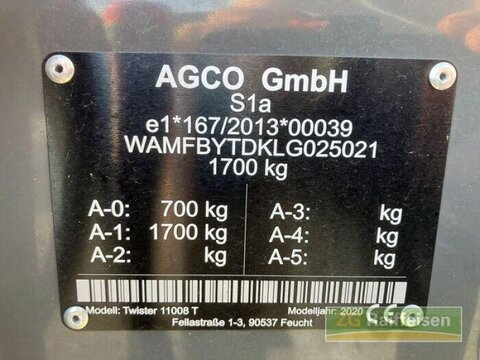 AGCO GmbH
S1a
e1*167/2013*00039
WAMFBYTDKLG025021
1700 kg
A-0: 700 kg A-3: kg
A-1: 1700 kg A-4: kg
A-2: kg A-5: kg
Modell: Twister 11008 T Modelljahr: 2020 CE
Fellastraße 1-3, 90537 Feucht
ZG Raiffeisen